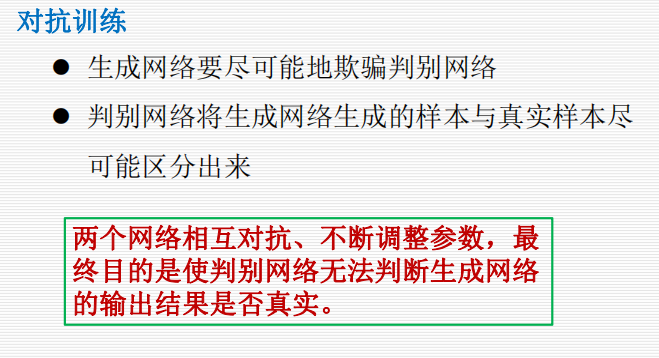 对抗训练
● 生成网络要尽可能地欺骗判别网络
● 判别网络将生成网络生成的样本与真实样本尽
可能区分出来
两个网络相互对抗、不断调整参数，最
终目的是使判别网络无法判断生成网络
的输出结果是否真实。